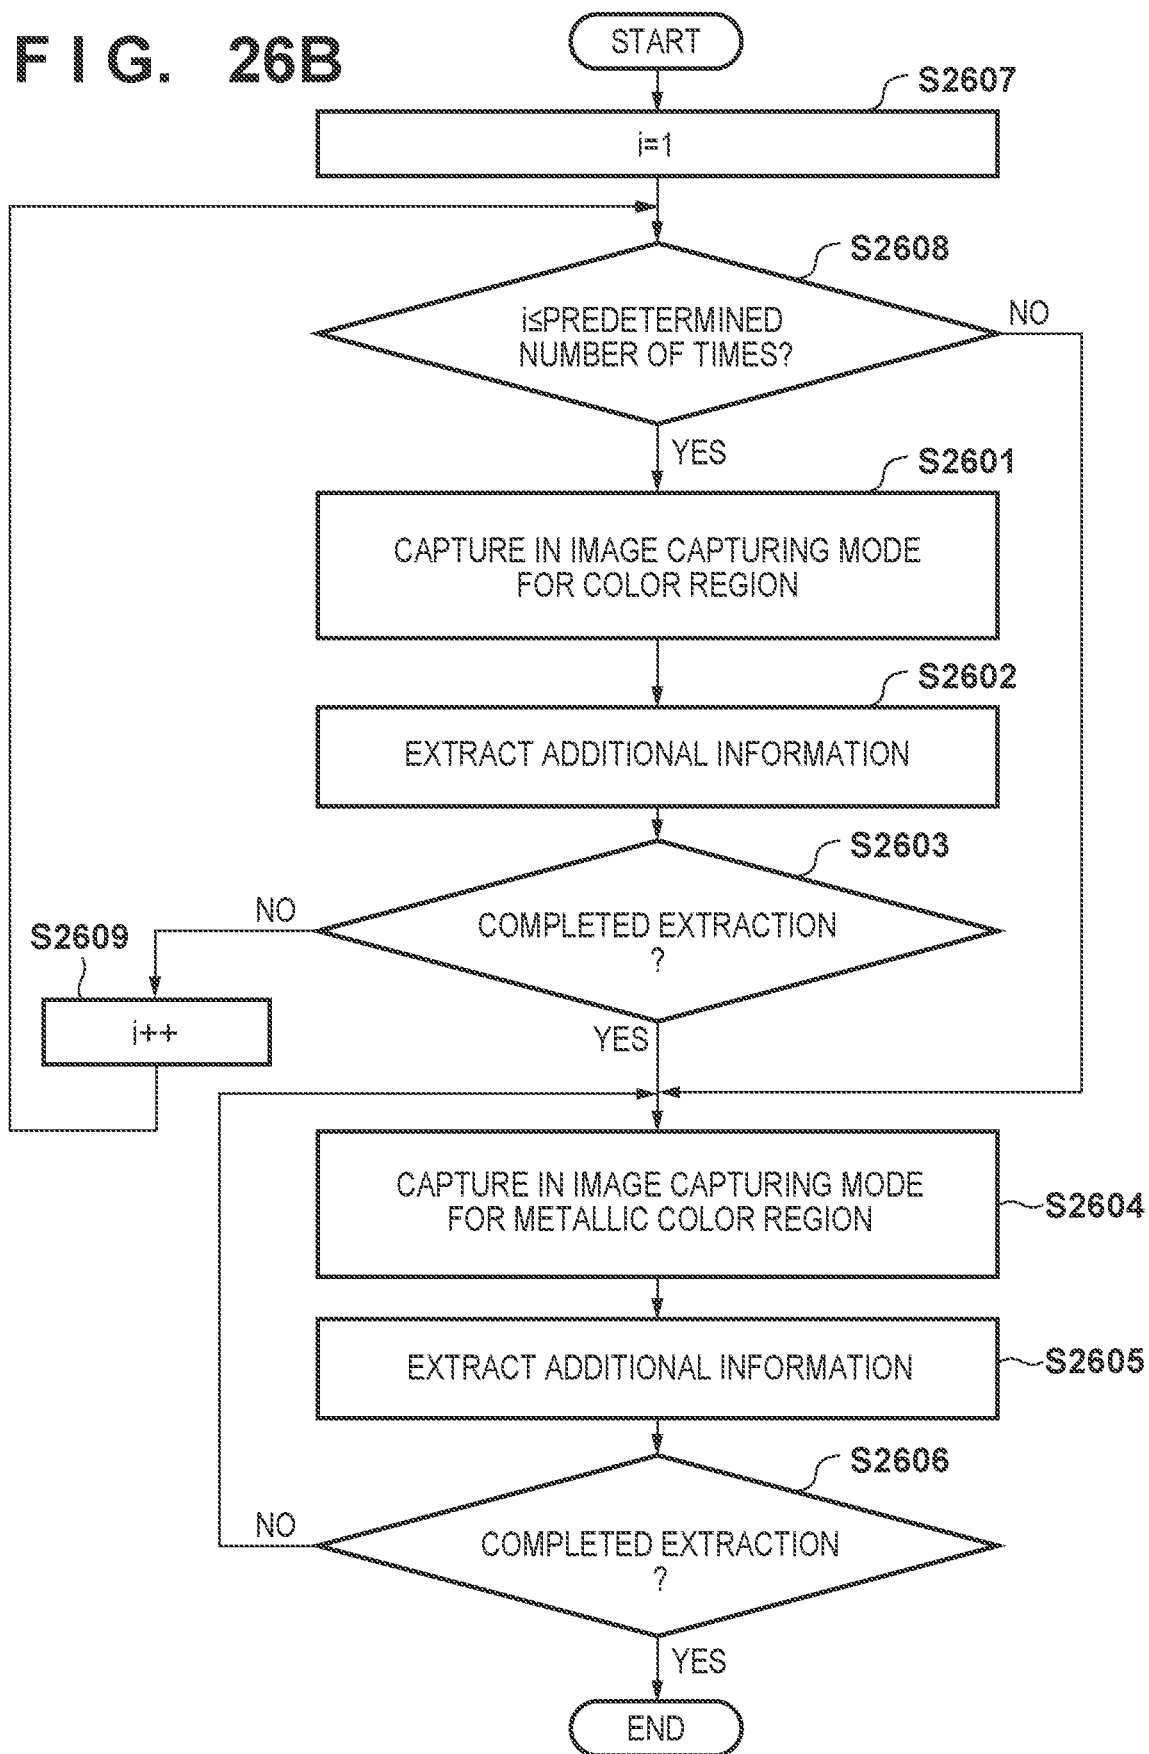 FIG. 26B
START
S2607
i=1
S2608
i≤PREDETERMINED
NUMBER OF TIMES?
NO
YES
S2601
CAPTURE IN IMAGE CAPTURING MODE
FOR COLOR REGION
S2602
EXTRACT ADDITIONAL INFORMATION
S2603
COMPLETED EXTRACTION
?
NO
S2609
i++
YES
CAPTURE IN IMAGE CAPTURING MODE
FOR METALLIC COLOR REGION
S2604
EXTRACT ADDITIONAL INFORMATION
S2605
S2606
COMPLETED EXTRACTION
?
NO
YES
END